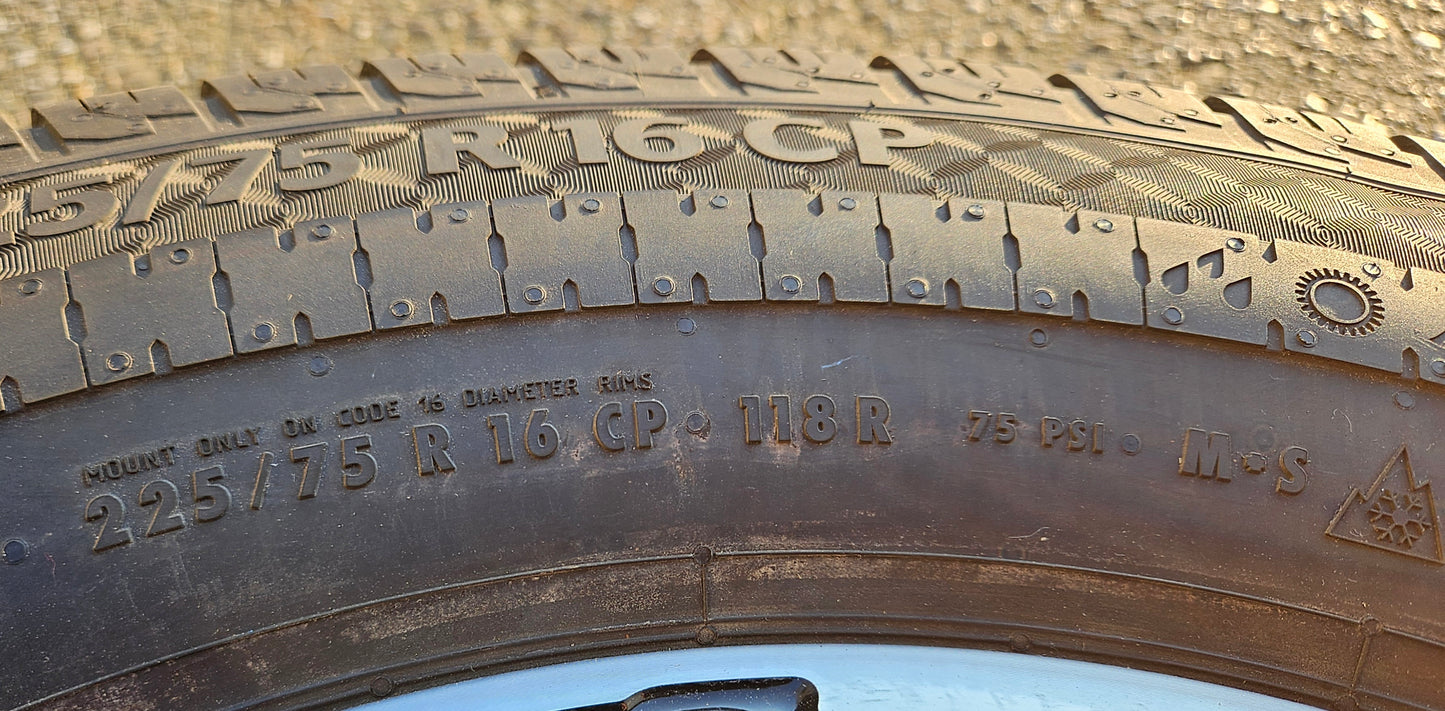 5/75 R 16 CP
MOUNT ONLY ON CODE 16 DIAMETER RIMS
225/75 R 16 CP · 118 R 75 PSI · M·S